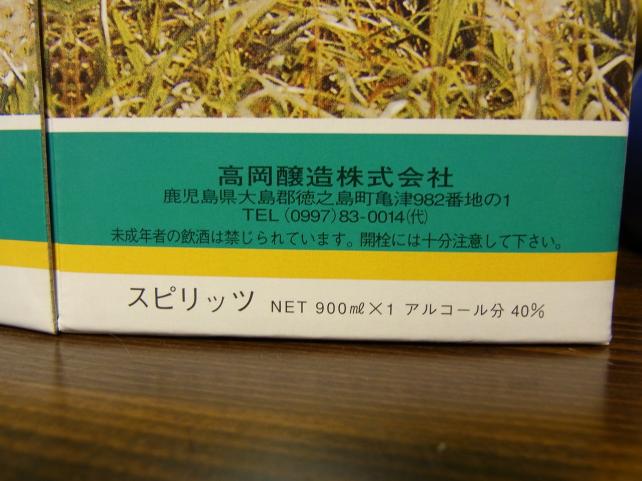 高岡醸造株式会社
鹿児島県大島郡徳之島町亀津982番地の1
TEL (0997)83-0014㈹
未成年者の飲酒は禁じられています。開栓には十分注意して下さい。
スピリッツ NET 900㎖×1 アルコール分 40%